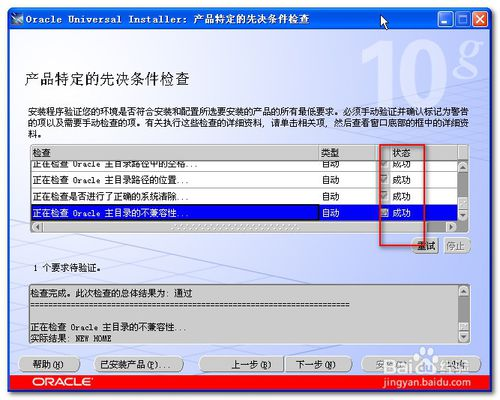 Oracle Universal Installer: 产品特定的先决条件检查
10g
产品特定的先决条件检查
安装程序验证您的环境是否符合安装和配置所选要安装的产品的所有最低要求。必须手动验证并确认标记为警告
的项以及需要手动检查的项。有关执行这些检查的详细资料, 请单击相关项, 然后查看窗口底部的框中的详细资
料。
检查 类型 状态
正在检查 Oracle 主目录路径中的空格... 自动 成功
正在检查 Oracle 主目录路径的位置... 自动 成功
正在检查是否进行了正确的系统清除... 自动 成功
正在检查 Oracle 主目录的不兼容性... 自动 成功
重试 停止
1 个要求待验证。
检查完成。此次检查的总体结果为: 通过
正在检查 Oracle 主目录的不兼容性...
实际结果: NEW HOME
帮助(H) 已安装产品(P)... 上一步(B) 下一步(N)
ORACLE
Baidu 经验
jingyan.baidu.com